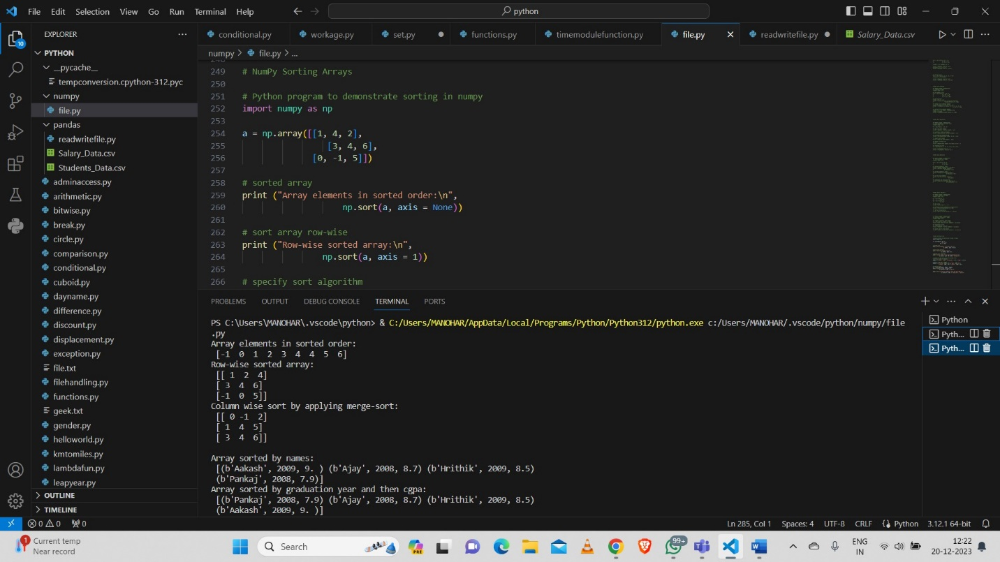 File Edit Selection View Go Run Terminal Help python
EXPLORER
PYTHON
__pycache__
tempconversion.cpython-312.pyc
numpy
file.py
pandas
readwritefile.py
Salary_Data.csv
Students_Data.csv
adminaccess.py
arithmetic.py
bitwise.py
break.py
circle.py
comparison.py
conditional.py
cuboid.py
dayname.py
difference.py
discount.py
displacement.py
exception.py
file.txt
filehandling.py
functions.py
geek.txt
gender.py
helloworld.py
kmtomiles.py
lambdafun.py
leapyear.py
OUTLINE
TIMELINE
10
conditional.py workage.py set.py functions.py timemodulefunction.py file.py readwritefile.py Salary_Data.csv
numpy > file.py > ...
249 # NumPy Sorting Arrays
250
251 # Python program to demonstrate sorting in numpy
252 import numpy as np
253
254 a = np.array([[1, 4, 2],
255 [3, 4, 6],
256 [0, -1, 5]])
257
258 # sorted array
259 print ("Array elements in sorted order:\n",
260 np.sort(a, axis = None))
261
262 # sort array row-wise
263 print ("Row-wise sorted array:\n",
264 np.sort(a, axis = 1))
265
266 # specify sort algorithm
PROBLEMS OUTPUT DEBUG CONSOLE TERMINAL PORTS
PS C:\Users\MANOHAR\.vscode\python> & C:/Users/MANOHAR/AppData/Local/Programs/Python/Python312/python.exe c:/Users/MANOHAR/.vscode/python/numpy/file
.py
Array elements in sorted order:
[-1 0 1 2 3 4 4 5 6]
Row-wise sorted array:
[[ 1 2 4]
[ 3 4 6]
[-1 0 5]]
Column wise sort by applying merge-sort:
[[ 0 -1 2]
[ 1 4 5]
[ 3 4 6]]
Array sorted by names:
[(b'Aakash', 2009, 9. ) (b'Ajay', 2008, 8.7) (b'Hrithik', 2009, 8.5)
(b'Pankaj', 2008, 7.9)]
Array sorted by graduation year and then cgpa:
[(b'Pankaj', 2008, 7.9) (b'Ajay', 2008, 8.7) (b'Hrithik', 2009, 8.5)
(b'Aakash', 2009, 9. )]
Python
Pyth...
Pyth...
0 0 0 Ln 285, Col 1 Spaces: 4 UTF-8 CRLF Python 3.12.1 64-bit
1 Current temp
Near record
Search
PRE
99+
ENG
IN
12:22
20-12-2023